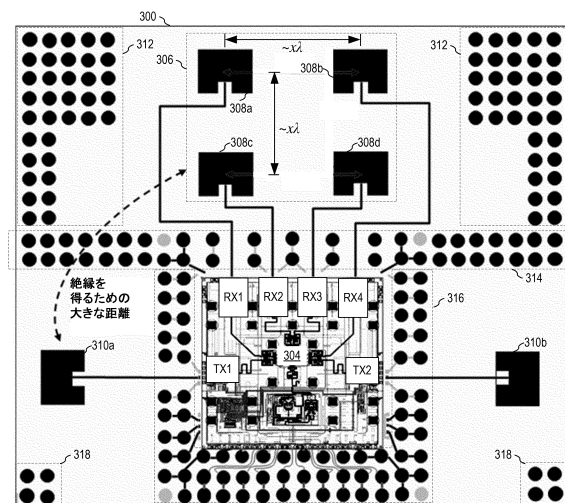 300
312
306
~xλ
312
308b
308a
~xλ
308c
308d
314
絶縁を
得るための
大きな距離
RX1 RX2 RX3 RX4
316
304
310a
310b
TX1
TX2
318
318